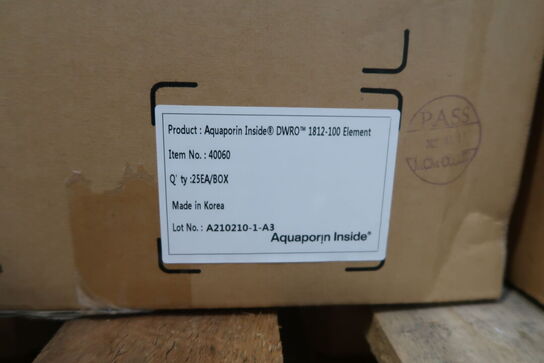 Product : Aquaporin Inside® DWRO™ 1812-100 Element
Item No. : 40060
Q' ty :25EA/BOX
Made in Korea
Lot No. : A210210-1-A3
Aquaporin Inside®
PASS